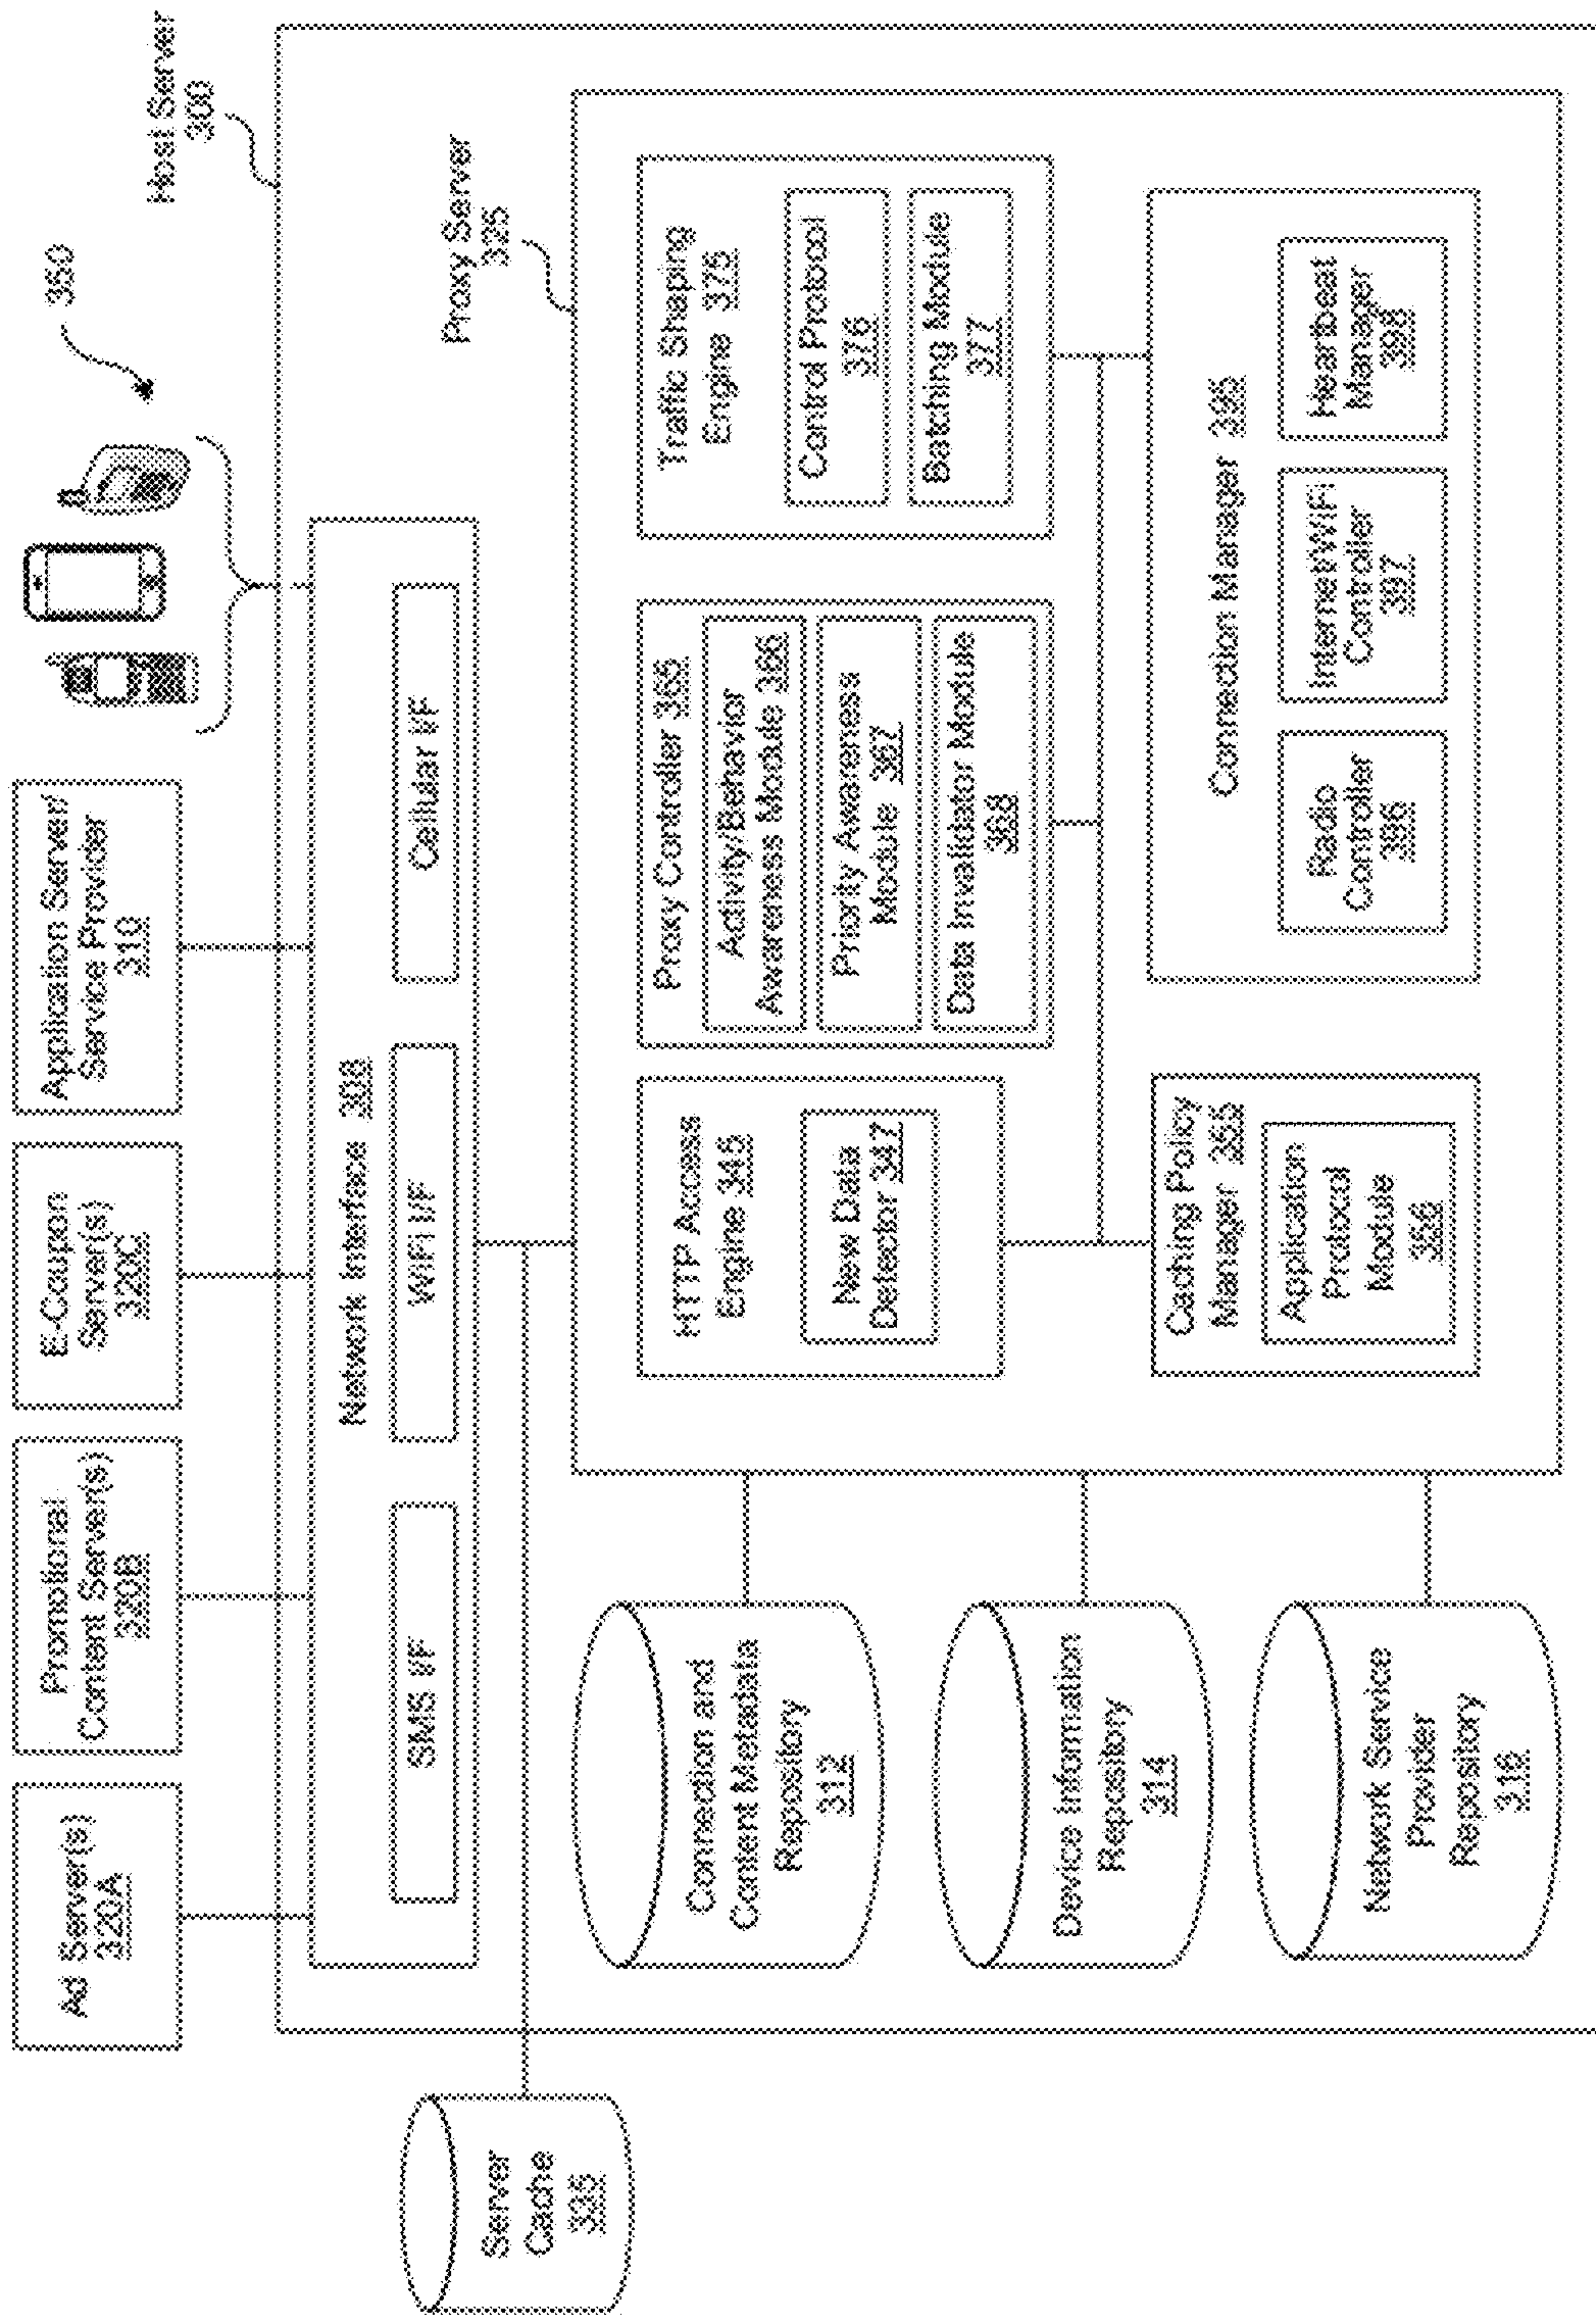 Host Server
300
350
Ad Server(s)
320A
Promotional
Content Server(s)
320B
E-Coupon
Server(s)
320C
Application Server/
Service Provider
310
Network Interface 308
SMS I/F
WiFi I/F
Cellular I/F
Server
Cache
335
Proxy Server
325
Connection and
Content Metadata
Repository
312
Device Information
Repository
314
Network Service
Provider
Repository
316
HTTP Access
Engine 345
New Data
Detector 347
Proxy Controller 365
Activity/Behavior
Awareness Module 366
Priority Awareness
Module 367
Data Invalidator Module
368
Traffic Shaping
Engine 375
Control Protocol
376
Batching Module
377
Caching Policy
Manager 355
Application
Protocol
Module
356
Connection Manager 395
Radio
Controller
396
Internet/WiFi
Controller
397
Hearbeat
Manager
398